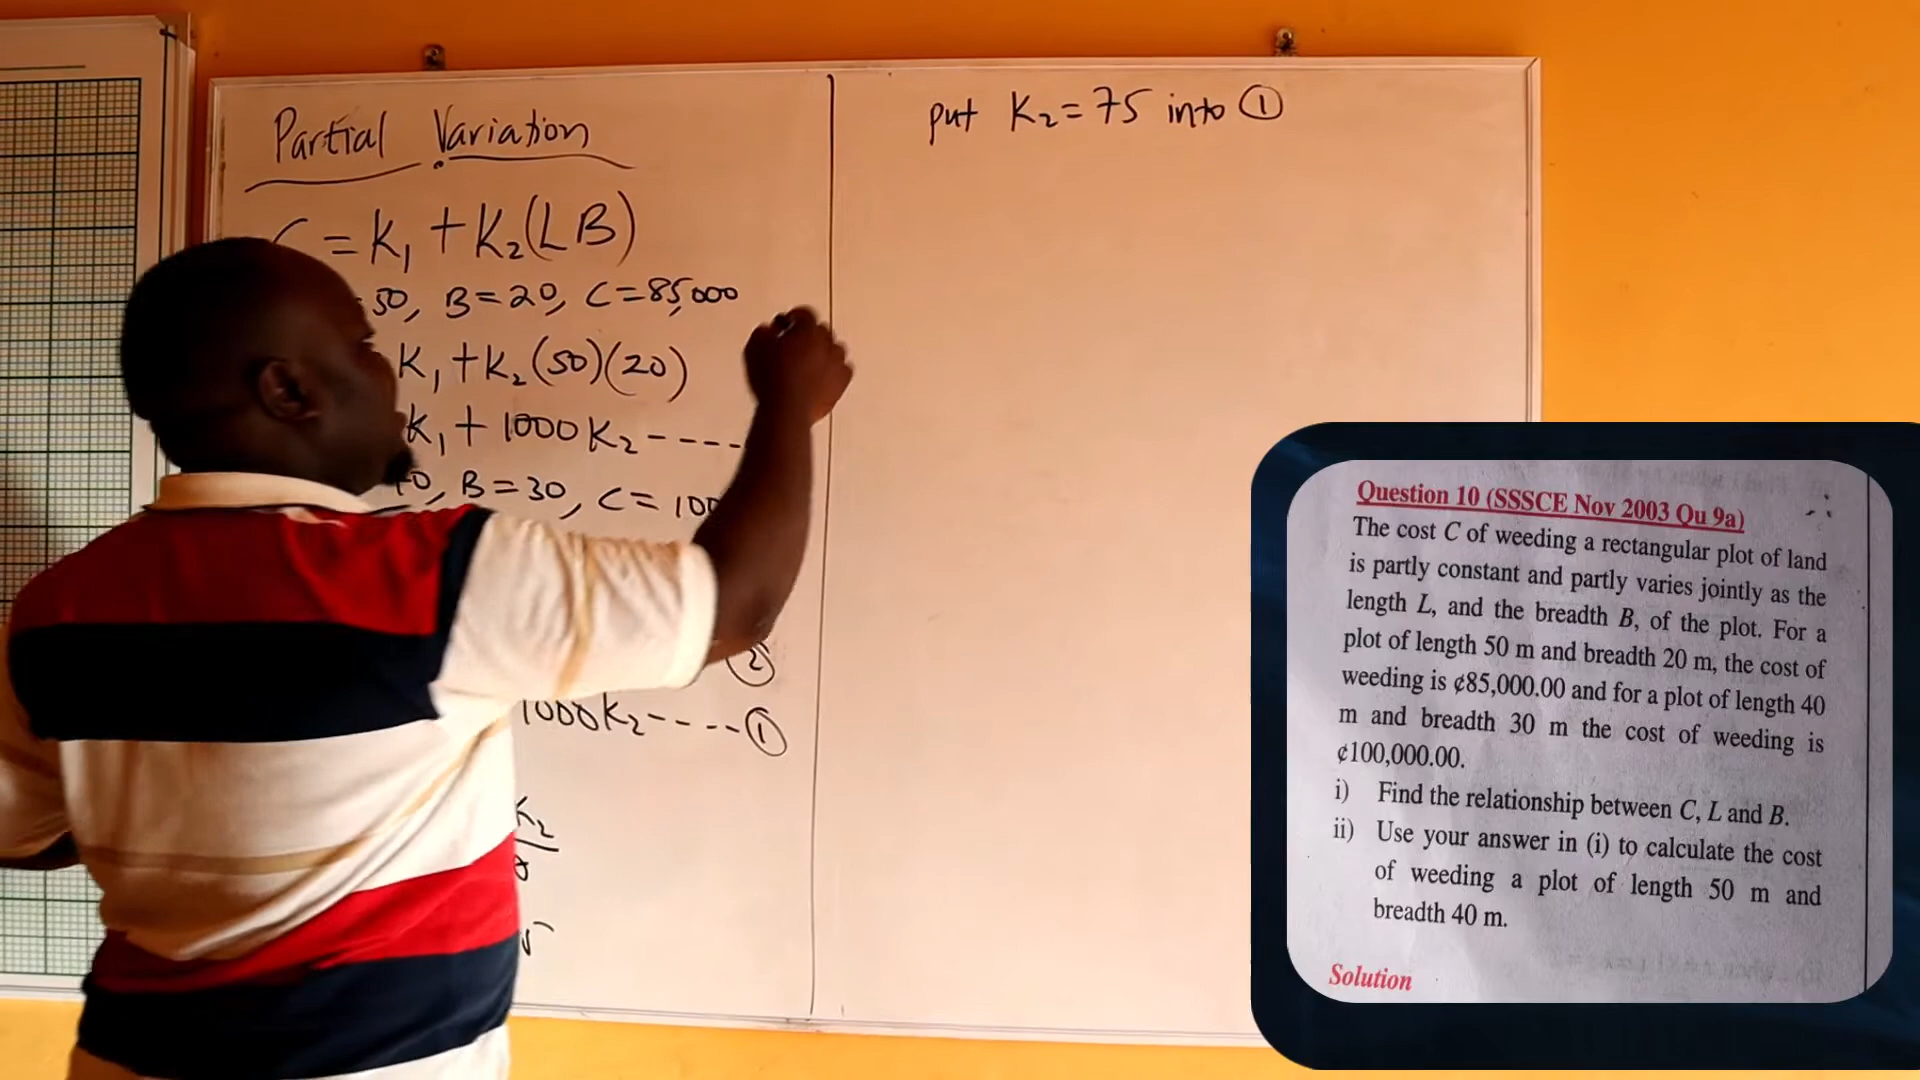 Partial Variation
= K₁ + K₂(LB)
50, B = 20, C = 85,000
K₁ + K₂(50)(20)
K₁ + 1000K₂ ----
B = 30, C = 100
②
1000K₂ ---- ①
K₂
put K₂ = 75 into ①
Question 10 (SSSCE Nov 2003 Qu 9a)
The cost C of weeding a rectangular plot of land
is partly constant and partly varies jointly as the
length L, and the breadth B, of the plot. For a
plot of length 50 m and breadth 20 m, the cost of
weeding is ¢85,000.00 and for a plot of length 40
m and breadth 30 m the cost of weeding is
¢100,000.00.
i) Find the relationship between C, L and B.
ii) Use your answer in (i) to calculate the cost
of weeding a plot of length 50 m and
breadth 40 m.
Solution